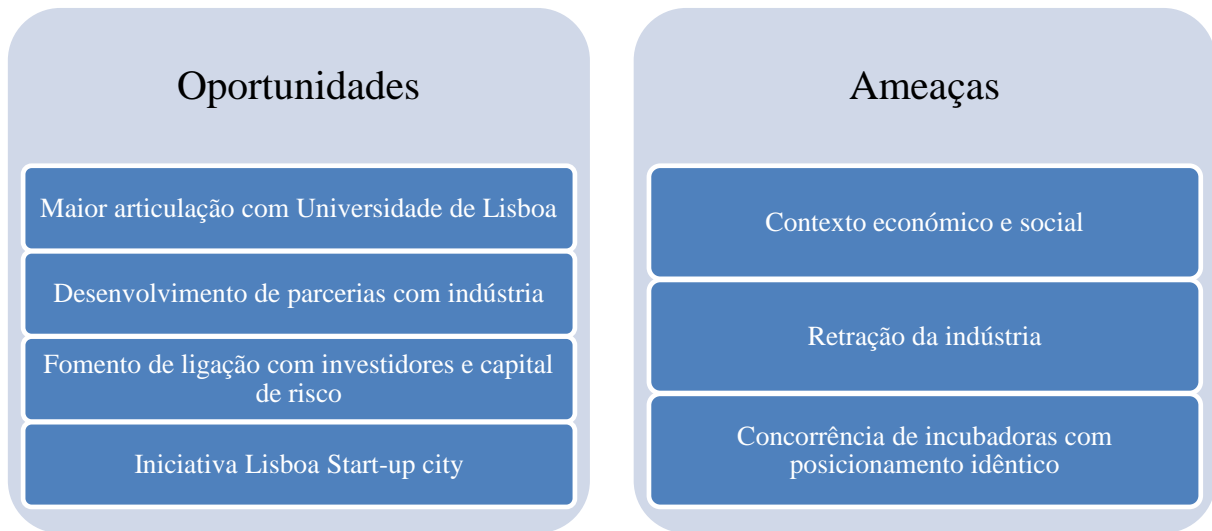 Oportunidades
Maior articulação com Universidade de Lisboa
Desenvolvimento de parcerias com indústria
Fomento de ligação com investidores e capital
de risco
Iniciativa Lisboa Start-up city
Ameaças
Contexto económico e social
Retração da indústria
Concorrência de incubadoras com
posicionamento idêntico